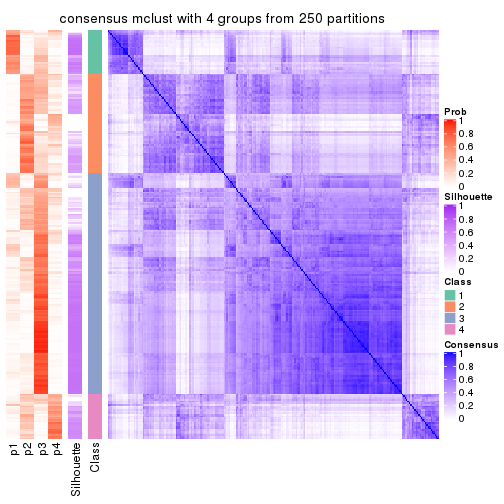 consensus mclust with 4 groups from 250 partitions
Prob
1
0.8
0.6
0.4
0.2
0
Silhouette
1
0.8
0.6
0.4
0.2
0
Class
1
2
3
4
Consensus
1
0.8
0.6
0.4
0.2
0
p1
p2
p3
p4
Silhouette
Class